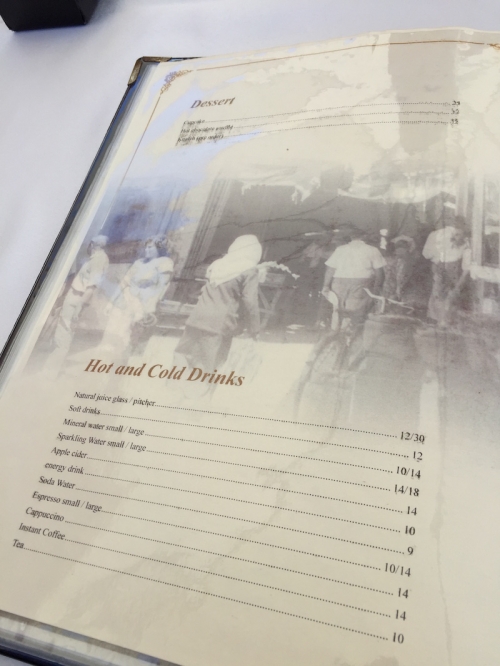 Dessert
Hot and Cold Drinks
Natural juice glass / pitcher 12/30
Soft drinks 12
Mineral water small / large 10/14
Sparkling Water small / large 14/18
Apple cider 14
energy drink 10
Soda Water 9
Espresso small / large 10/14
Cappuccino 14
Instant Coffee 14
Tea 10